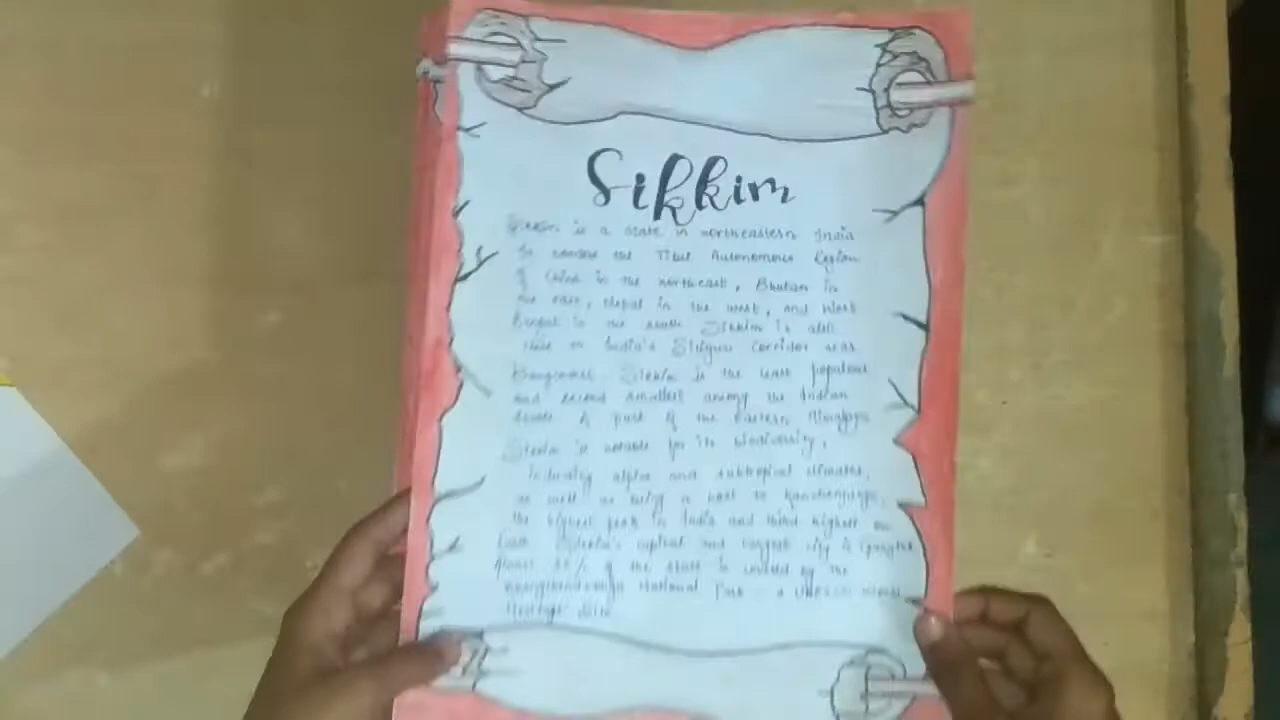 Sikkim
Sikkim is a state in northeastern India
It borders the Tibet Autonomous Region
of China in the northeast, Bhutan in
the east, Nepal in the west, and West
Bengal in the south Sikkim is also
close to India's Siliguri Corridor
Sikkim is the least populous
and second smallest among the Indian
states A part of the Eastern Himalaya
Sikkim is notable for its biodiversity,
Including alpine and subtropical climates,
as well as being a host to Kanchenjunga,
the highest peak in India and third highest on
Earth Sikkim's capital and largest city is Gangtok
Almost 35% of the state is covered by the
Khangchendzonga National Park - a UNESCO World
Heritage Site